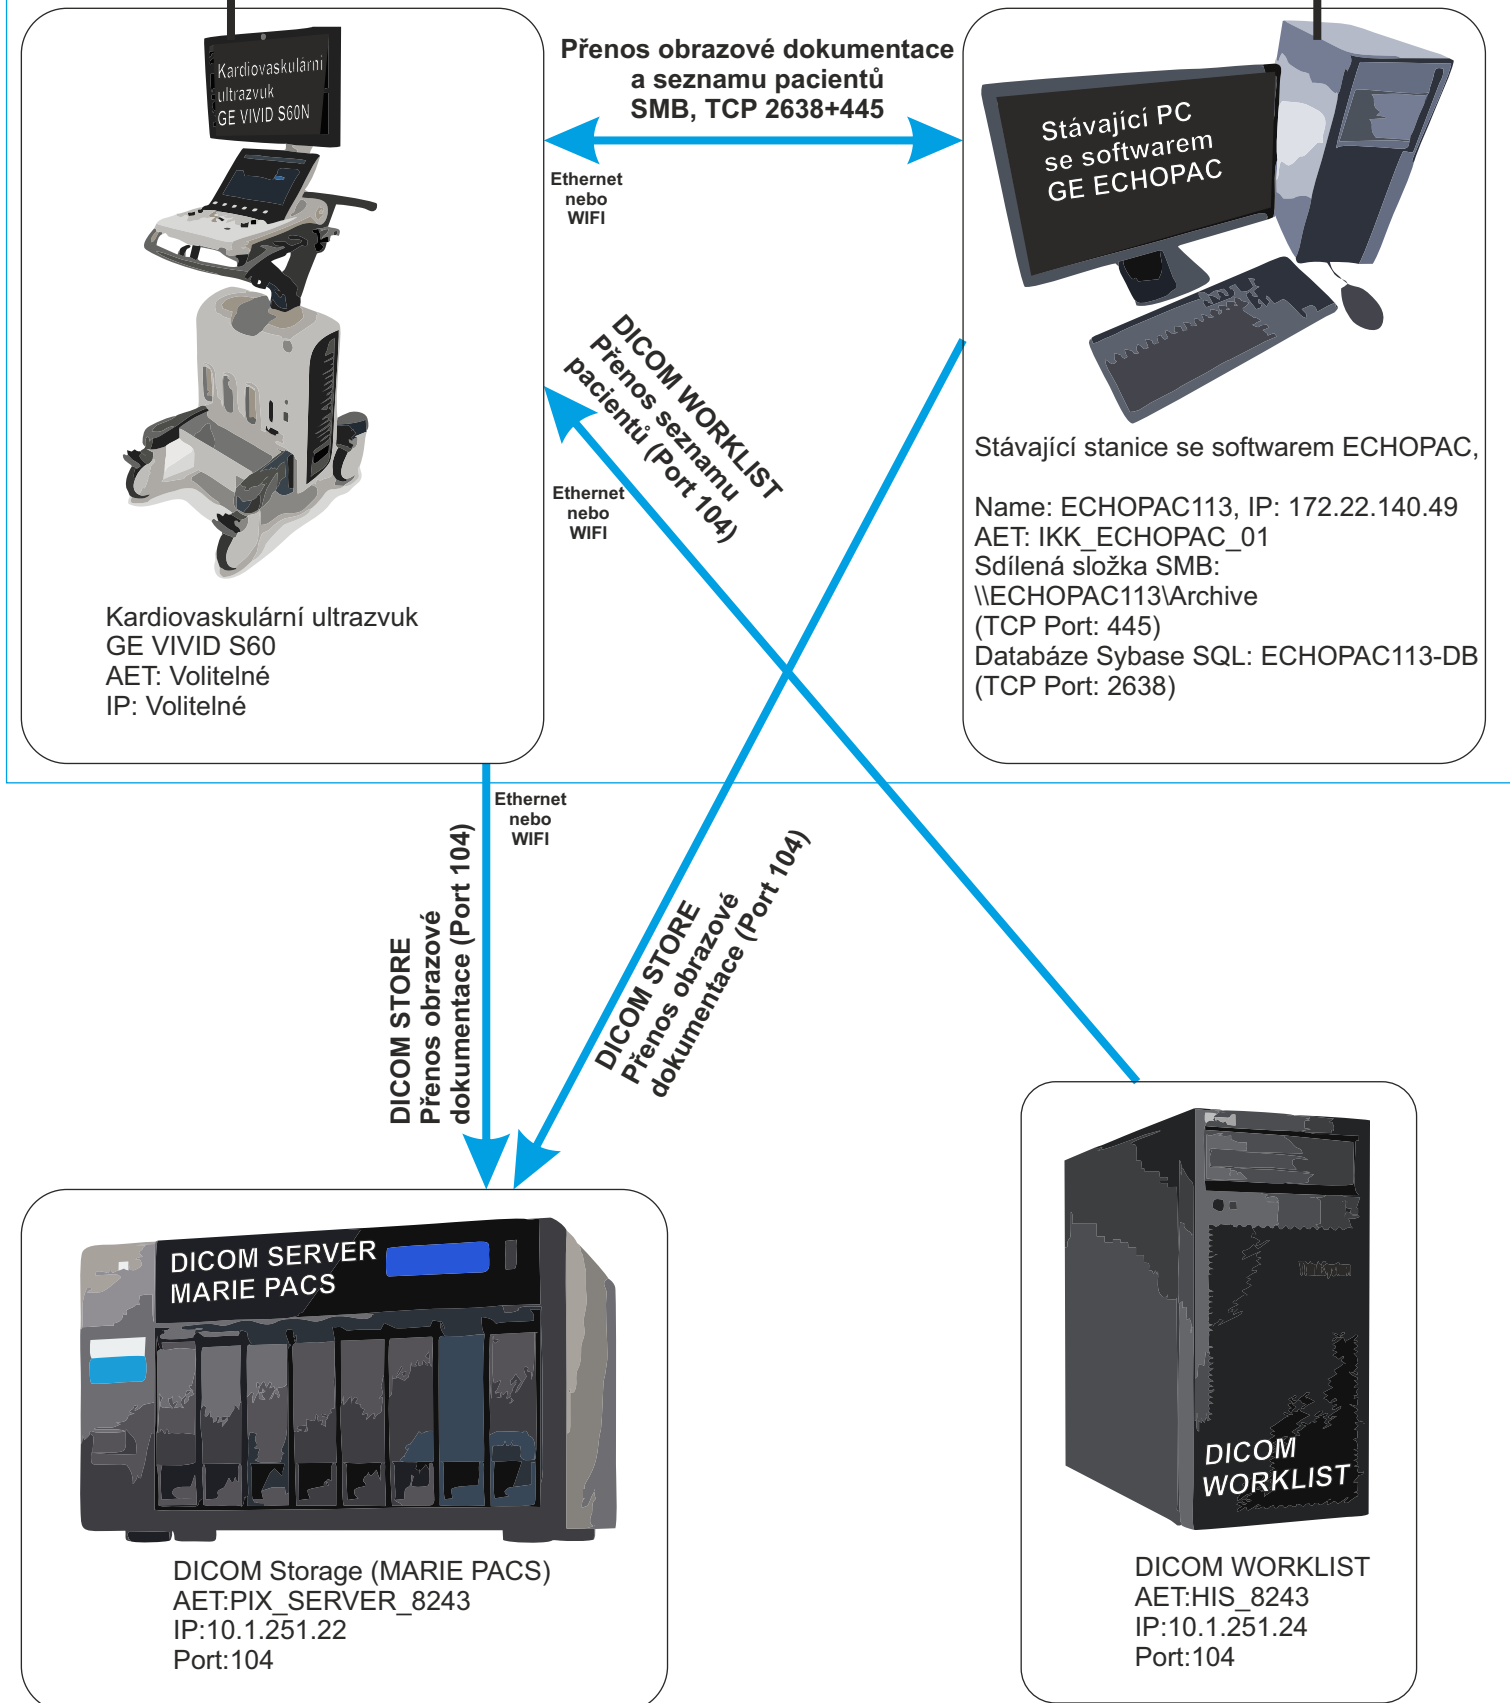 Kardiovaskulární
ultrazvuk
GE VIVID S60N
Přenos obrazové dokumentace
a seznamu pacientů
SMB, TCP 2638+445
Ethernet
nebo
WIFI
Stávající PC
se softwarem
GE ECHOPAC
DICOM WORKLIST
Přenos seznamu
pacientů (Port 104)
Ethernet
nebo
WIFI
Stávající stanice se softwarem ECHOPAC,
Name: ECHOPAC113, IP: 172.22.140.49
AET: IKK_ECHOPAC_01
Sdílená složka SMB:
\\ECHOPAC113\Archive
(TCP Port: 445)
Databáze Sybase SQL: ECHOPAC113-DB
(TCP Port: 2638)
Kardiovaskulární ultrazvuk
GE VIVID S60
AET: Volitelné
IP: Volitelné
Ethernet
nebo
WIFI
DICOM STORE
Přenos obrazové
dokumentace (Port 104)
DICOM STORE
Přenos obrazové
dokumentace (Port 104)
DICOM SERVER
MARIE PACS
DICOM Storage (MARIE PACS)
AET:PIX_SERVER_8243
IP:10.1.251.22
Port:104
ThinkSystem
DICOM
WORKLIST
DICOM WORKLIST
AET:HIS_8243
IP:10.1.251.24
Port:104